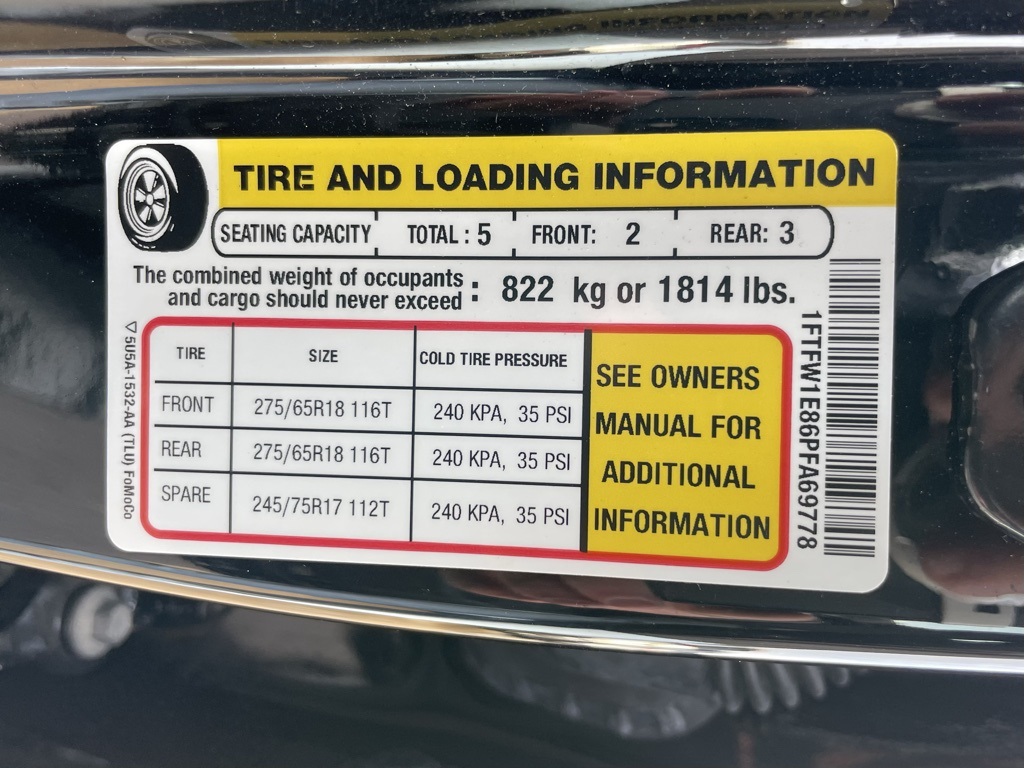 TIRE AND LOADING INFORMATION
SEATING CAPACITY TOTAL : 5 FRONT: 2 REAR: 3
The combined weight of occupants
and cargo should never exceed : 822 kg or 1814 lbs.
TIRE SIZE COLD TIRE PRESSURE
FRONT 275/65R18 116T 240 KPA, 35 PSI
REAR 275/65R18 116T 240 KPA, 35 PSI
SPARE 245/75R17 112T 240 KPA, 35 PSI
SEE OWNERS
MANUAL FOR
ADDITIONAL
INFORMATION
5U5A-1532-AA (TLU) FoMoCo
1FTFW1E86PFA69778